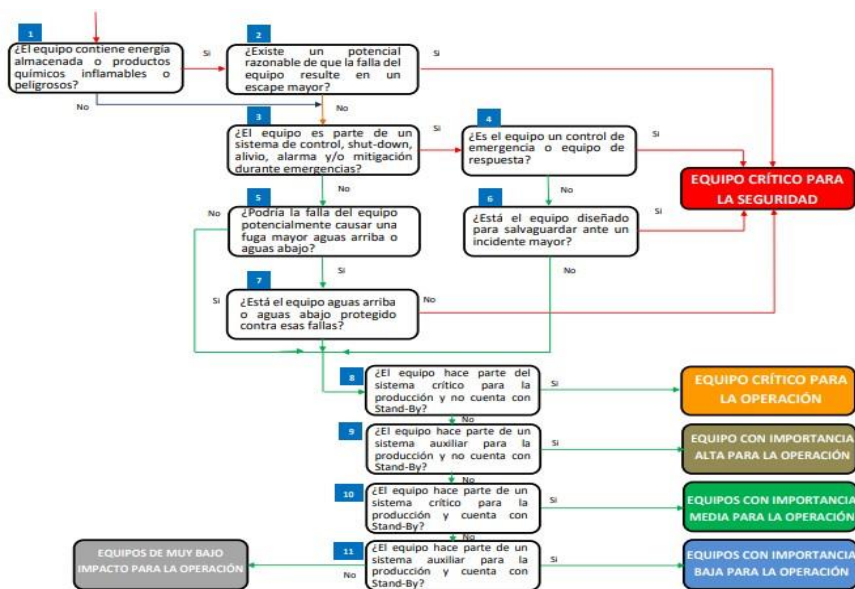 1
¿El equipo contiene energía
almacenada o productos
químicos inflamables o
peligrosos?
Si
No
2
¿Existe un potencial
razonable de que la falla del
equipo resulte en un
escape mayor?
Si
No
3
¿El equipo es parte de un
sistema de control, shut-down,
alivio, alarma y/o mitigación
durante emergencias?
Si
No
4
¿Es el equipo un control de
emergencia o equipo de
respuesta?
Si
No
EQUIPO CRÍTICO PARA
LA SEGURIDAD
5
¿Podría la falla del equipo
potencialmente causar una
fuga mayor aguas arriba o
aguas abajo?
No
Si
6
¿Está el equipo diseñado
para salvaguardar ante un
incidente mayor?
Si
No
7
¿Está el equipo aguas arriba
o aguas abajo protegido
contra esas fallas?
Si
No
8
¿El equipo hace parte del
sistema crítico para la
producción y no cuenta con
Stand-By?
Si
No
EQUIPO CRÍTICO PARA
LA OPERACIÓN
9
¿El equipo hace parte de un
sistema auxiliar para la
producción y no cuenta con
Stand-By?
Si
No
EQUIPO CON IMPORTANCIA
ALTA PARA LA OPERACIÓN
10
¿El equipo hace parte de un
sistema crítico para la
producción y cuenta con
Stand-By?
Si
No
EQUIPOS CON IMPORTANCIA
MEDIA PARA LA OPERACIÓN
11
¿El equipo hace parte de un
sistema auxiliar para la
producción y cuenta con
Stand-By?
Si
No
EQUIPOS CON IMPORTANCIA
BAJA PARA LA OPERACIÓN
EQUIPOS DE MUY BAJO
IMPACTO PARA LA OPERACIÓN